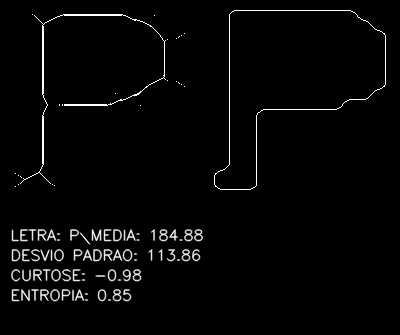 LETRA: P\MEDIA: 184.88
DESVIO PADRAO: 113.86
CURTOSE: -0.98
ENTROPIA: 0.85